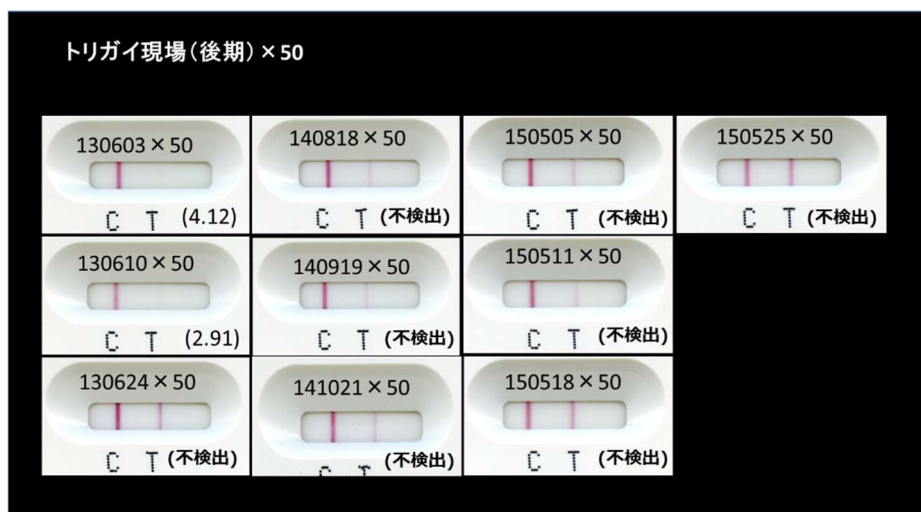 トリガイ現場（後期）×50
130603×50
C T (4.12)
140818×50
C T (不検出)
150505×50
C T (不検出)
150525×50
C T (不検出)
130610×50
C T (2.91)
140919×50
C T (不検出)
150511×50
C T (不検出)
130624×50
C T (不検出)
141021×50
C T (不検出)
150518×50
C T (不検出)